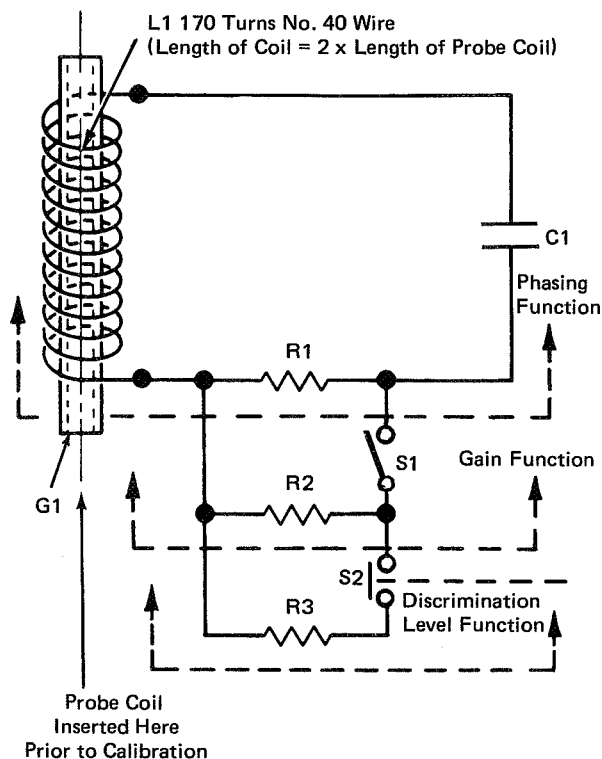 L1 170 Turns No. 40 Wire
(Length of Coil = 2 x Length of Probe Coil)
C1
Phasing
Function
R1
S1
Gain Function
G1
R2
S2
Discrimination
Level Function
R3
Probe Coil
Inserted Here
Prior to Calibration